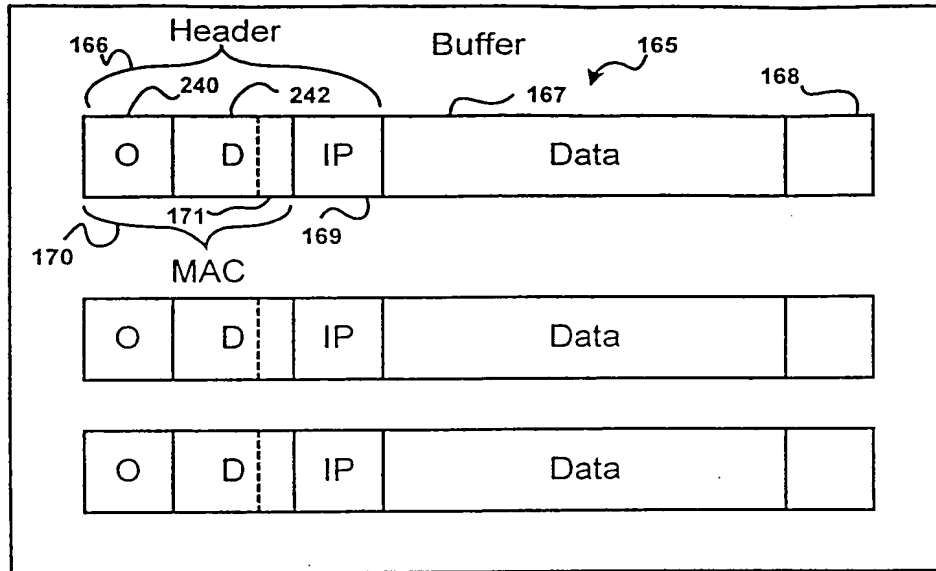 Header
Buffer
166
165
240
242
167
168
O D IP Data
171
169
170
MAC
O D IP Data
O D IP Data